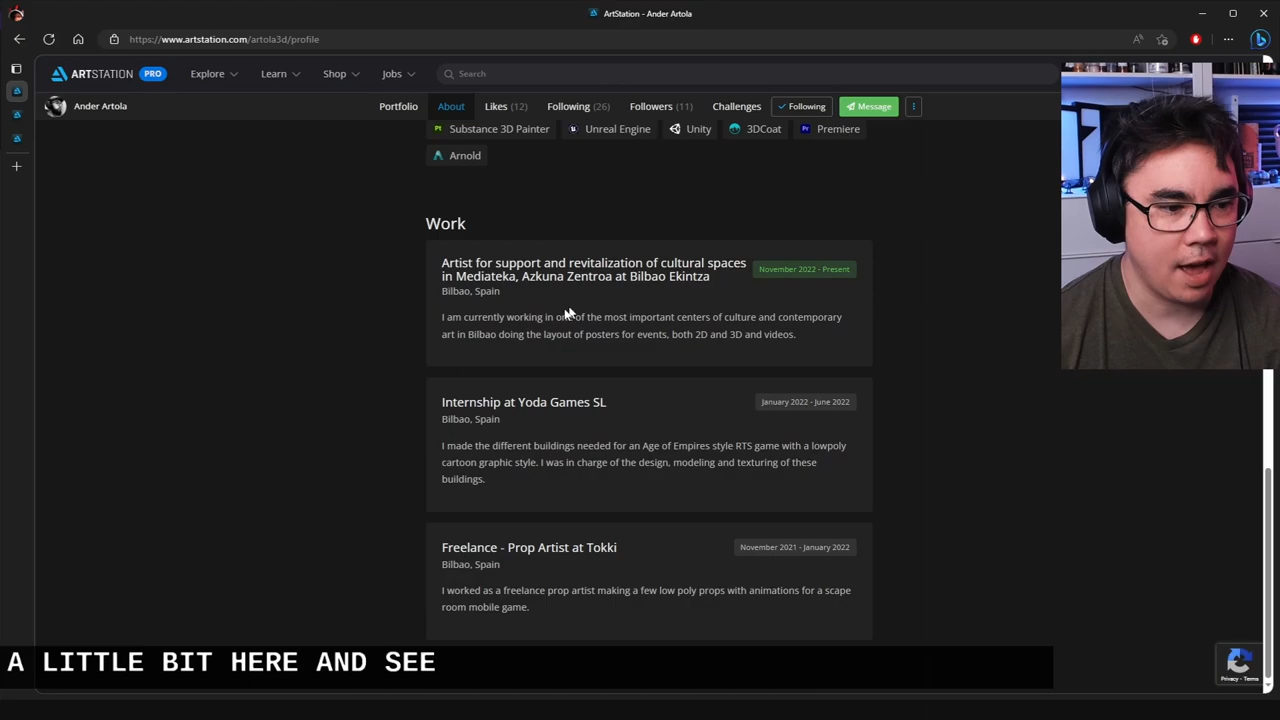 ArtStation - Ander Artola
https://www.artstation.com/artola3d/profile
ARTSTATION PRO Explore Learn Shop Jobs Search
Ander Artola Portfolio About Likes (12) Following (26) Followers (11) Challenges Following Message
Pt Substance 3D Painter Unreal Engine Unity 3DCoat Pr Premiere
Arnold
Work
Artist for support and revitalization of cultural spaces
in Mediateka, Azkuna Zentroa at Bilbao Ekintza
November 2022 - Present
Bilbao, Spain
I am currently working in one of the most important centers of culture and contemporary
art in Bilbao doing the layout of posters for events, both 2D and 3D and videos.
Internship at Yoda Games SL
January 2022 - June 2022
Bilbao, Spain
I made the different buildings needed for an Age of Empires style RTS game with a lowpoly
cartoon graphic style. I was in charge of the design, modeling and texturing of these
buildings.
Freelance - Prop Artist at Tokki
November 2021 - January 2022
Bilbao, Spain
I worked as a freelance prop artist making a few low poly props with animations for a scape
room mobile game.
A LITTLE BIT HERE AND SEE
Privacy - Terms